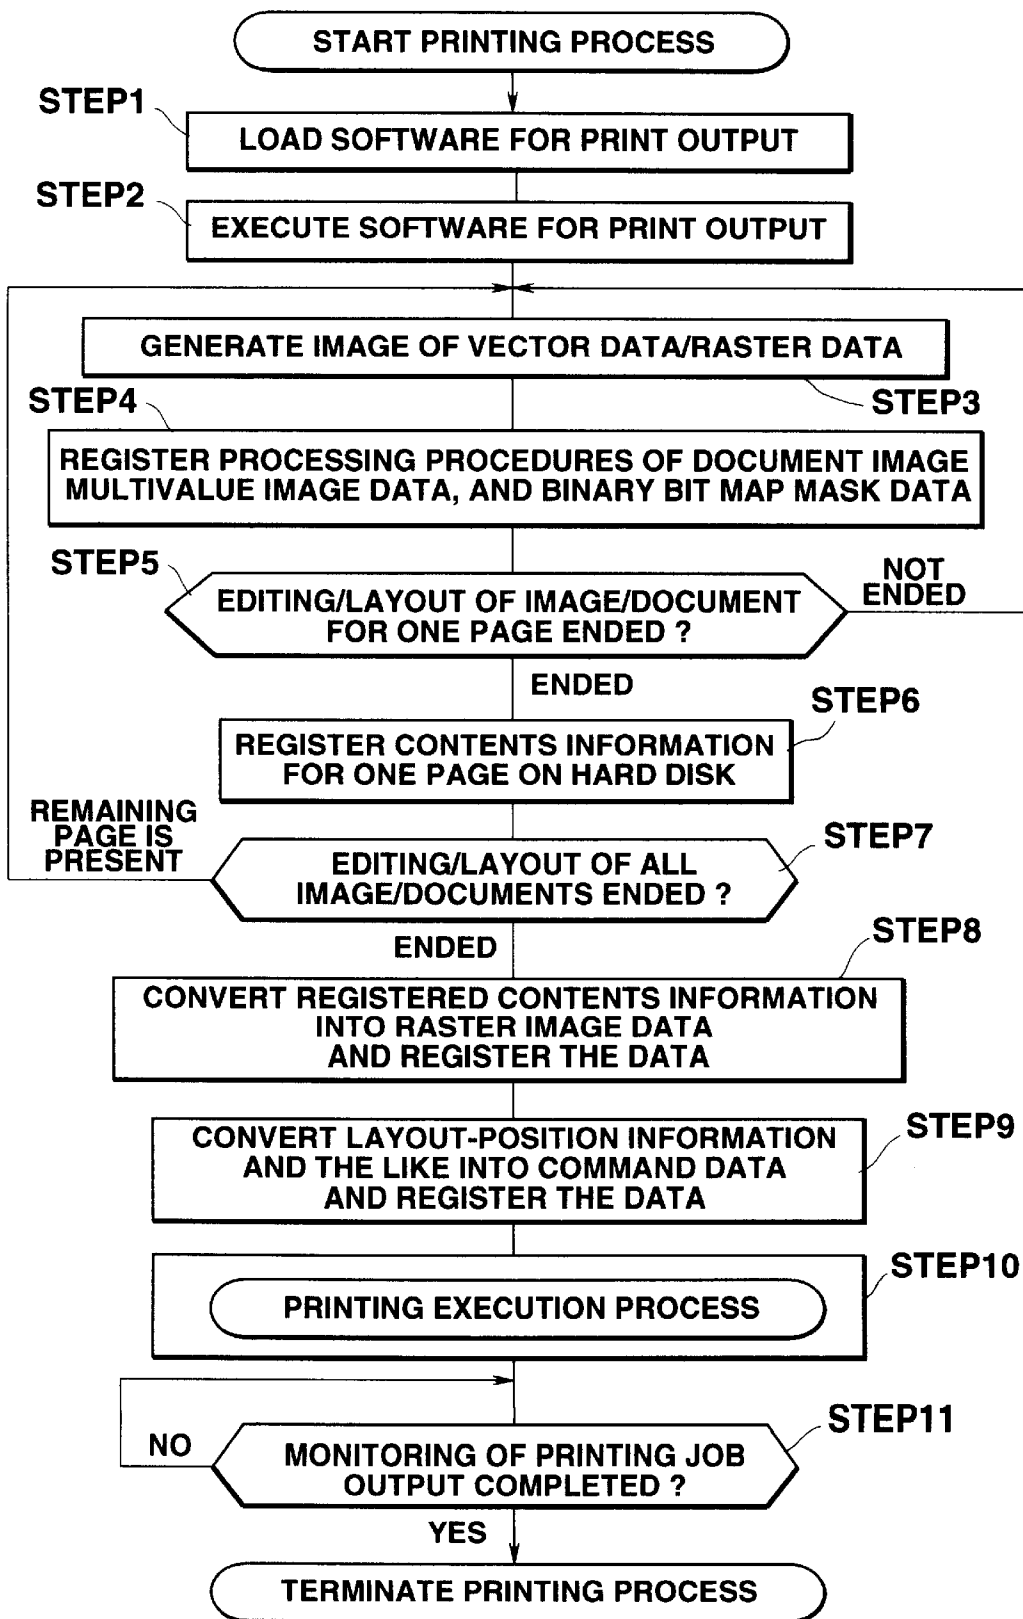 START PRINTING PROCESS
STEP1
LOAD SOFTWARE FOR PRINT OUTPUT
STEP2
EXECUTE SOFTWARE FOR PRINT OUTPUT
GENERATE IMAGE OF VECTOR DATA/RASTER DATA
STEP3
STEP4
REGISTER PROCESSING PROCEDURES OF DOCUMENT IMAGE
MULTIVALUE IMAGE DATA, AND BINARY BIT MAP MASK DATA
STEP5
EDITING/LAYOUT OF IMAGE/DOCUMENT
FOR ONE PAGE ENDED ?
NOT
ENDED
ENDED
STEP6
REGISTER CONTENTS INFORMATION
FOR ONE PAGE ON HARD DISK
REMAINING
PAGE IS
PRESENT
STEP7
EDITING/LAYOUT OF ALL
IMAGE/DOCUMENTS ENDED ?
ENDED
STEP8
CONVERT REGISTERED CONTENTS INFORMATION
INTO RASTER IMAGE DATA
AND REGISTER THE DATA
STEP9
CONVERT LAYOUT-POSITION INFORMATION
AND THE LIKE INTO COMMAND DATA
AND REGISTER THE DATA
STEP10
PRINTING EXECUTION PROCESS
STEP11
NO
MONITORING OF PRINTING JOB
OUTPUT COMPLETED ?
YES
TERMINATE PRINTING PROCESS